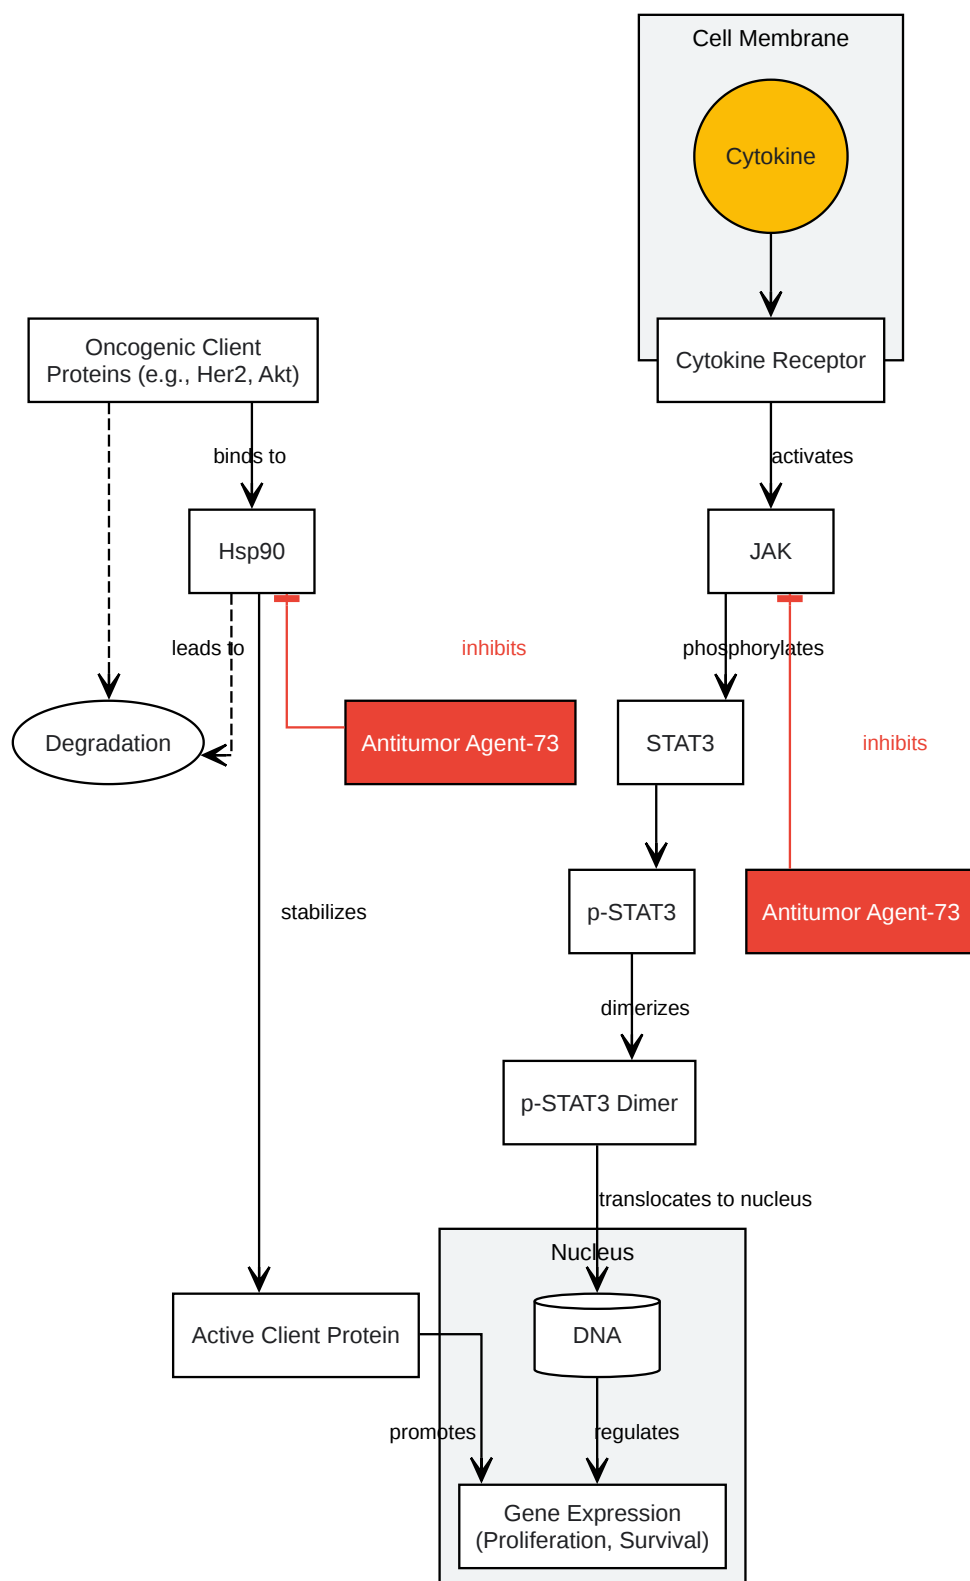 Cell Membrane
Cytokine
Oncogenic Client
Proteins (e.g., Her2, Akt)
Cytokine Receptor
binds to
activates
Hsp90
JAK
leads to
inhibits
phosphorylates
Degradation
Antitumor Agent-73
STAT3
inhibits
stabilizes
p-STAT3
Antitumor Agent-73
dimerizes
p-STAT3 Dimer
translocates to nucleus
Nucleus
Active Client Protein
DNA
promotes
regulates
Gene Expression
(Proliferation, Survival)